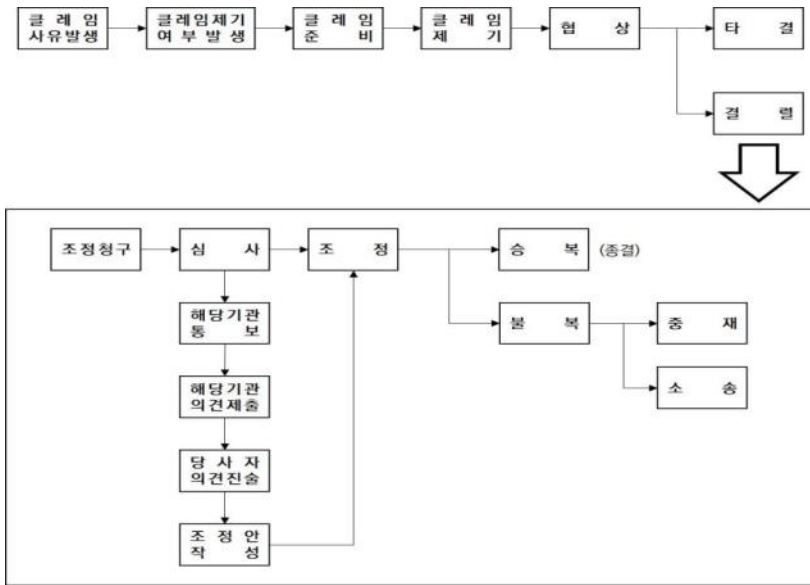 클 레 임
사유발생
클레임제기
여 부 발 생
클 레 임
준 비
클 레 임
제 기
협 상
타 결
결 렬
조정청구
심 사
조 정
승 복 (종결)
해당기관
통 보
불 복
중 재
해당기관
의견제출
소 송
당 사 자
의견진술
조 정 안
작 성